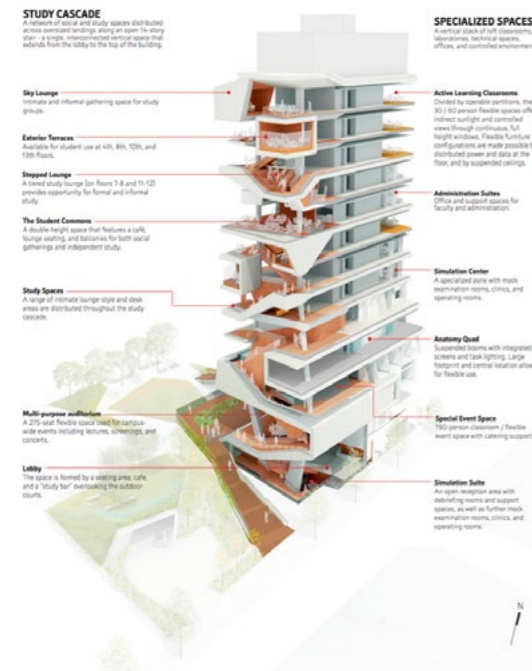 STUDY CASCADE
A network of social and study spaces distributed
across oversized landings along an open 14-story
stair - a single, interconnected vertical space that
extends from the lobby to the top of the building.
Sky Lounge
Intimate and informal gathering space for study
groups.
Exterior Terraces
Available for student use at 4th, 8th, 10th, and
13th floors.
Stepped Lounge
A tiered study lounge (on floors 7-8 and 11-12)
provides opportunity for formal and informal
study.
The Student Commons
A double-height space that features a café,
lounge seating, and balconies for both social
gatherings and independent study.
Study Spaces
A range of intimate lounge style and desk
areas are distributed throughout the study
cascade.
Multi-purpose auditorium
A 275-seat flexible space used for campus-
wide events including lectures, screenings, and
concerts.
Lobby
The space is formed by a seating area, cafe,
and a "study bar" overlooking the outdoor
courts.
SPECIALIZED SPACES
A vertical stack of loft classrooms,
laboratories, technical spaces,
offices, and controlled environmen
Active Learning Classrooms
Divided by operable partitions, the
30 / 60 person flexible spaces offe
indirect sunlight and controlled
views through continuous, full
height windows. Flexible furniture
configurations are made possible b
distributed power and data at the
floor, and by suspended ceilings.
Administration Suites
Office and support spaces for
faculty and administration.
Simulation Center
A specialized zone with mock
examination rooms, clinics, and
operating rooms.
Anatomy Quad
Suspended booms with integrated
screens and task lighting. Large
footprint and central location allow
for flexible use.
Special Event Space
190-person classroom / flexible
event space with catering support
Simulation Suite
An open reception area with
debriefing rooms and support
spaces, as well as further mock
examination rooms, clinics, and
operating rooms.
N